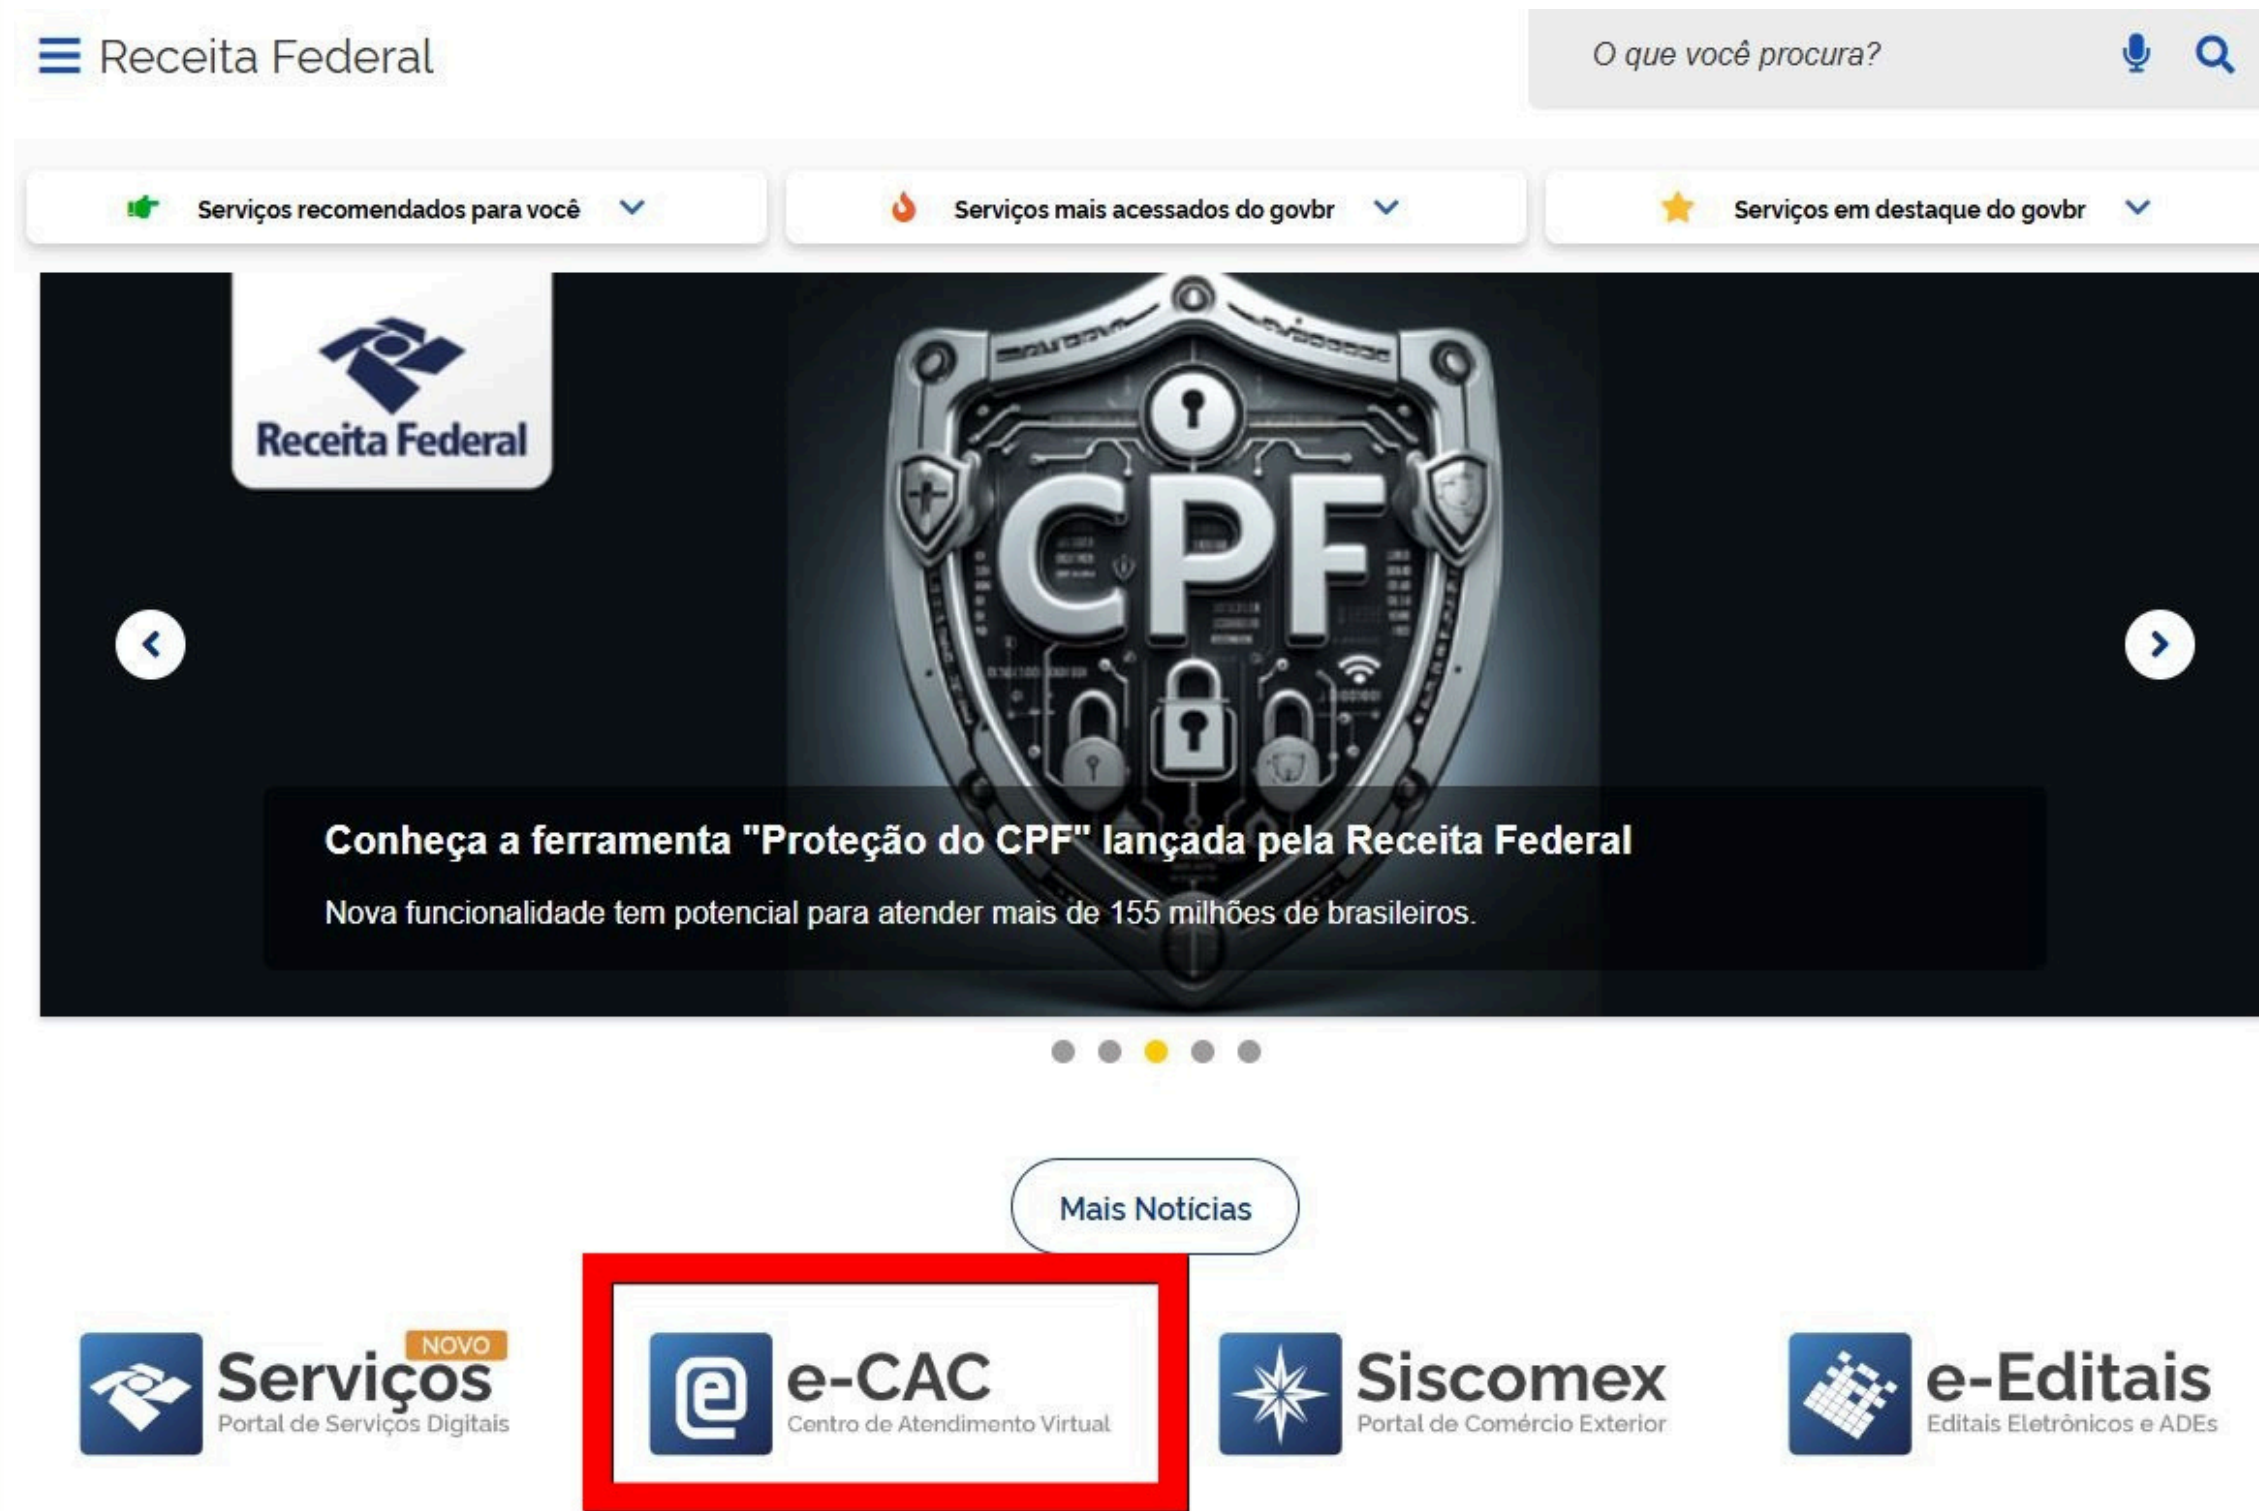 Receita Federal
O que você procura?
Serviços recomendados para você
Serviços mais acessados do govbr
Serviços em destaque do govbr
Receita Federal
CPF
Conheça a ferramenta "Proteção do CPF" lançada pela Receita Federal
Nova funcionalidade tem potencial para atender mais de 155 milhões de brasileiros.
Mais Notícias
NOVO
Serviços
Portal de Serviços Digitais
e-CAC
Centro de Atendimento Virtual
Siscomex
Portal de Comércio Exterior
e-Editais
Editais Eletrônicos e ADEs